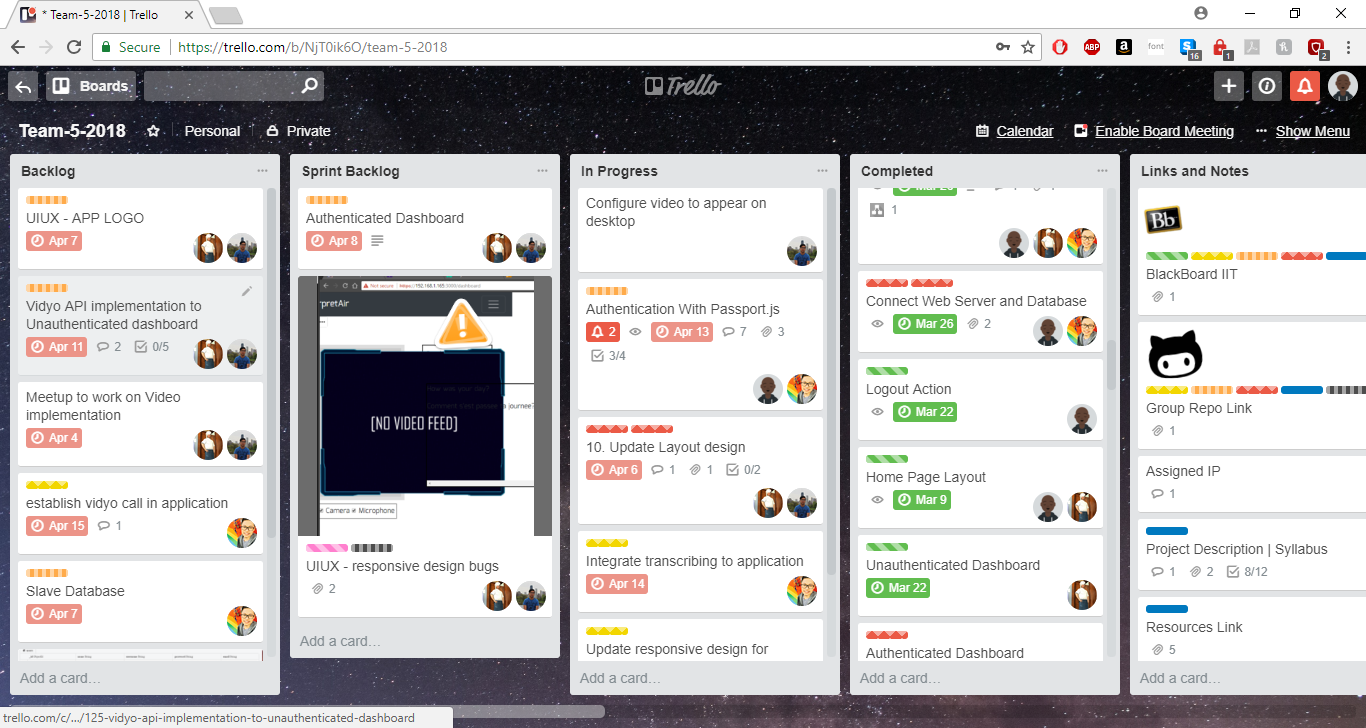 * Team-5-2018 | Trello
Secure
https://trello.com/b/NjT0ik6O/team-5-2018
ABP
a
font
16
1
2
Boards
Trello
Team-5-2018
Personal
Private
Calendar
Enable Board Meeting
Show Menu
Backlog
UIUX - APP LOGO
Apr 7
Vidyo API implementation to
Unauthenticated dashboard
Apr 11
2
0/5
Meetup to work on Video
implementation
Apr 4
establish vidyo call in application
Apr 15
1
Slave Database
Apr 7
Add a card…
Sprint Backlog
Authenticated Dashboard
Apr 8
Not secure
https://192.168.1.165:3000/dashboard
rpretAir
How was your day?
[NO VIDEO FEED]
Camera
Microphone
UIUX - responsive design bugs
2
Add a card…
In Progress
Configure video to appear on
desktop
Authentication With Passport.js
2
Apr 13
7
3
3/4
10. Update Layout design
Apr 6
1
1
0/2
Integrate transcribing to application
Apr 14
Update responsive design for
Add a card…
Completed
1
Connect Web Server and Database
Mar 26
2
Logout Action
Mar 22
Home Page Layout
Mar 9
Unauthenticated Dashboard
Mar 22
Authenticated Dashboard
Add a card…
Links and Notes
Bb
BlackBoard IIT
1
Group Repo Link
1
Assigned IP
1
Project Description | Syllabus
1
2
8/12
Resources Link
5
Add a card…
trello.com/c/.../125-vidyo-api-implementation-to-unauthenticated-dashboard